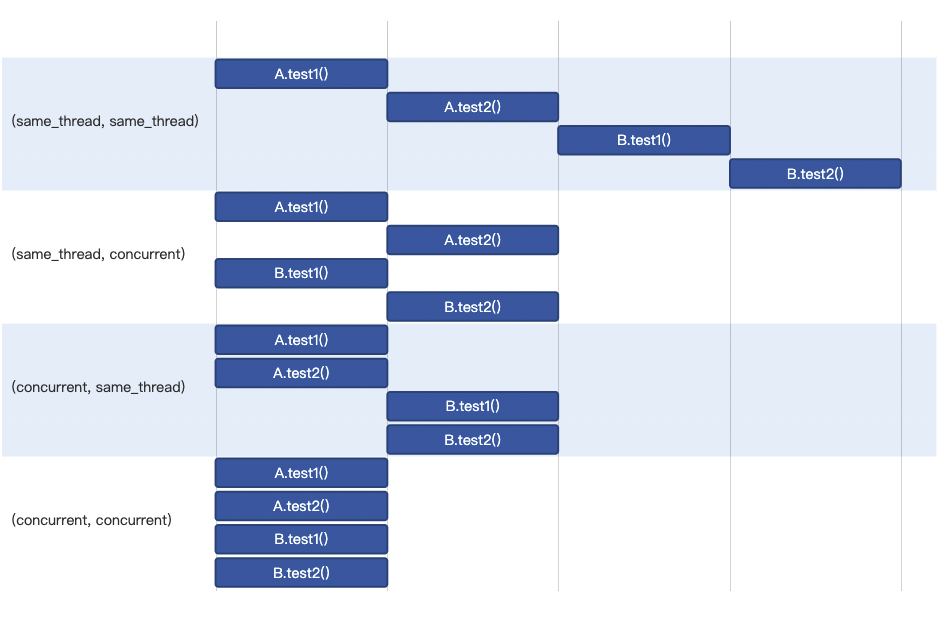 A.test1()
A.test2()
(same_thread, same_thread)
B.test1()
B.test2()
A.test1()
A.test2()
(same_thread, concurrent)
B.test1()
B.test2()
A.test1()
A.test2()
(concurrent, same_thread)
B.test1()
B.test2()
A.test1()
A.test2()
(concurrent, concurrent)
B.test1()
B.test2()